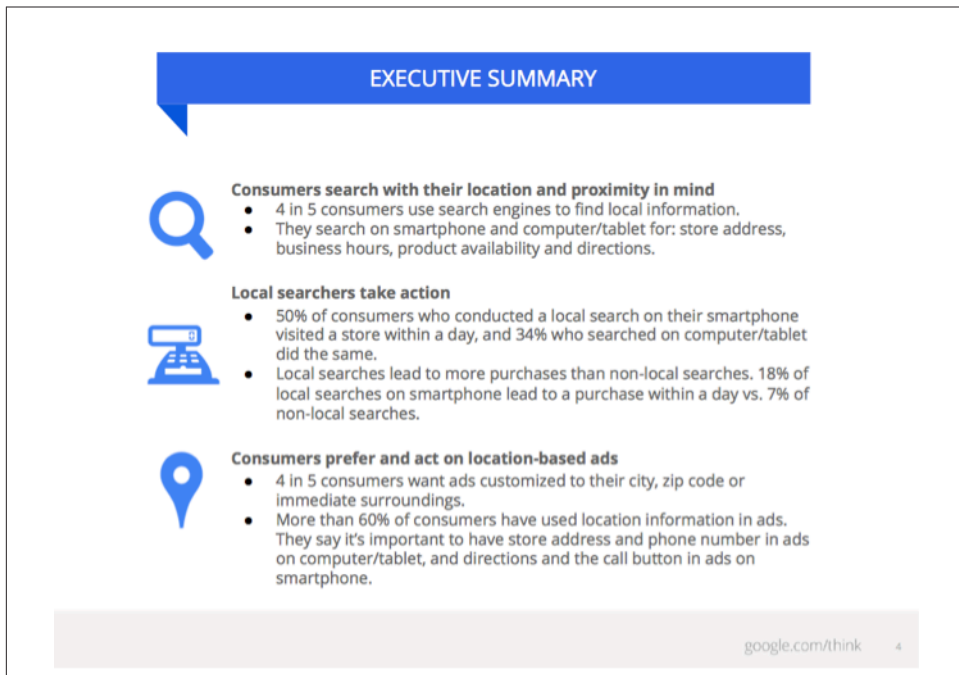 EXECUTIVE SUMMARY
Consumers search with their location and proximity in mind
● 4 in 5 consumers use search engines to find local information.
● They search on smartphone and computer/tablet for: store address,
business hours, product availability and directions.
Local searchers take action
● 50% of consumers who conducted a local search on their smartphone
visited a store within a day, and 34% who searched on computer/tablet
did the same.
● Local searches lead to more purchases than non-local searches. 18% of
local searches on smartphone lead to a purchase within a day vs. 7% of
non-local searches.
Consumers prefer and act on location-based ads
● 4 in 5 consumers want ads customized to their city, zip code or
immediate surroundings.
● More than 60% of consumers have used location information in ads.
They say it's important to have store address and phone number in ads
on computer/tablet, and directions and the call button in ads on
smartphone.
google.com/think 4